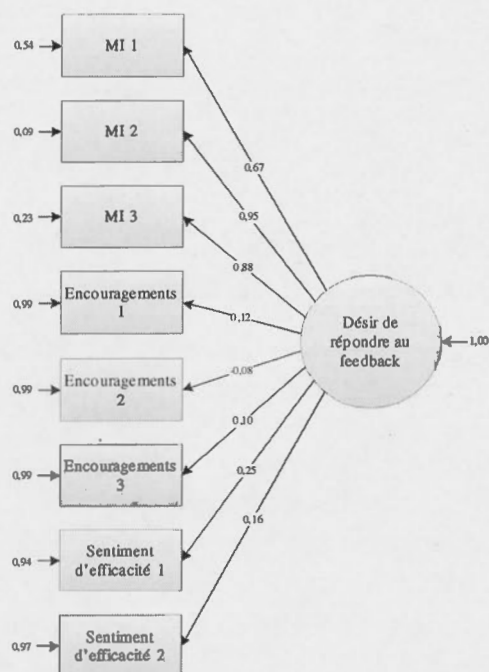 0,54
MI 1
0,67
0,09
MI 2
0,95
0,23
MI 3
0,88
0,99
Encouragements
1
0,12
Désir de
répondre au
feedback
1,00
0,99
Encouragements
2
-0,08
0,99
Encouragements
3
0,10
0,25
0,94
Sentiment
d'efficacité 1
0,16
0,97
Sentiment
d'efficacité 2